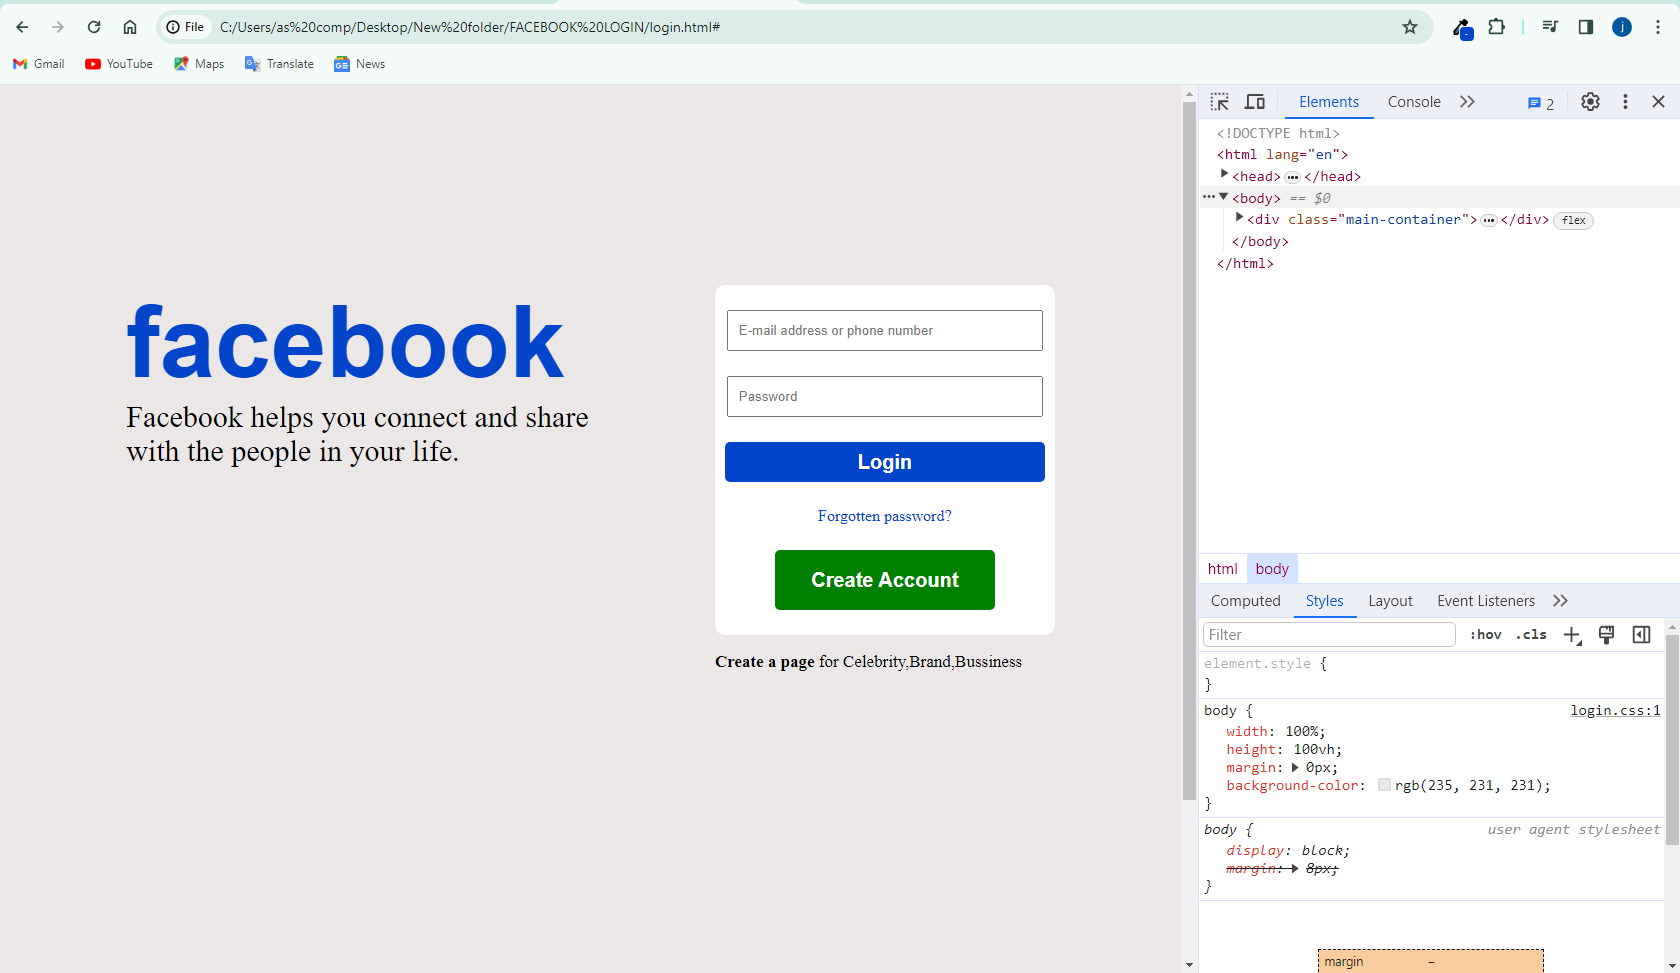 File C:/Users/as%20comp/Desktop/New%20folder/FACEBOOK%20LOGIN/login.html#
j
Gmail YouTube Maps Translate News
Elements Console 2
<!DOCTYPE html>
<html lang="en">
<head> ••• </head>
••• <body> == $0
<div class="main-container"> ••• </div> flex
</body>
</html>
facebook
Facebook helps you connect and share
with the people in your life.
E-mail address or phone number
Password
Login
Forgotten password?
Create Account
Create a page for Celebrity,Brand,Bussiness
html body
Computed Styles Layout Event Listeners
Filter :hov .cls
element.style {
}
body { login.css:1
width: 100%;
height: 100vh;
margin: 0px;
background-color: rgb(235, 231, 231);
}
body { user agent stylesheet
display: block;
margin: 8px;
}
margin –